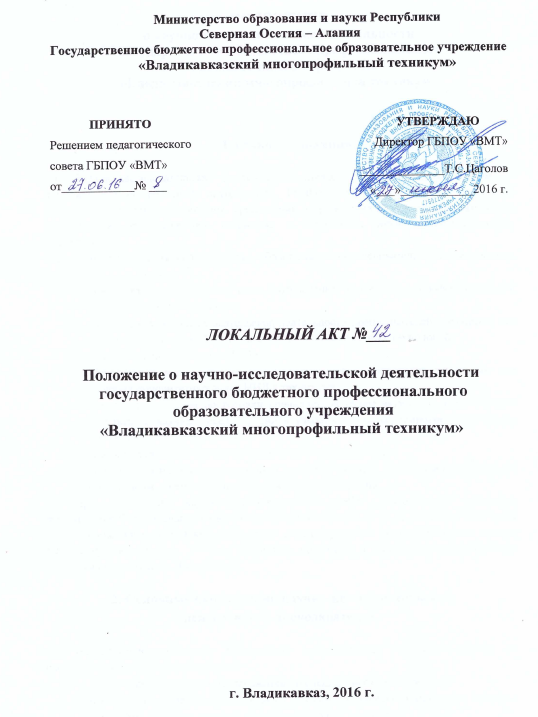 Министерство образования и науки Республики
Северная Осетия – Алания
Государственное бюджетное профессиональное образовательное учреждение
«Владикавказский многопрофильный техникум»
ПРИНЯТО
Решением педагогического
совета ГБПОУ «ВМТ»
от 27.06.16 № 8
УТВЕРЖДАЮ
Директор ГБПОУ «ВМТ»
Т.С.Цаголов
«27» 2016 г.
ЛОКАЛЬНЫЙ АКТ № 42
Положение о научно-исследовательской деятельности
государственного бюджетного профессионального
образовательного учреждения
«Владикавказский многопрофильный техникум»
г. Владикавказ, 2016 г.